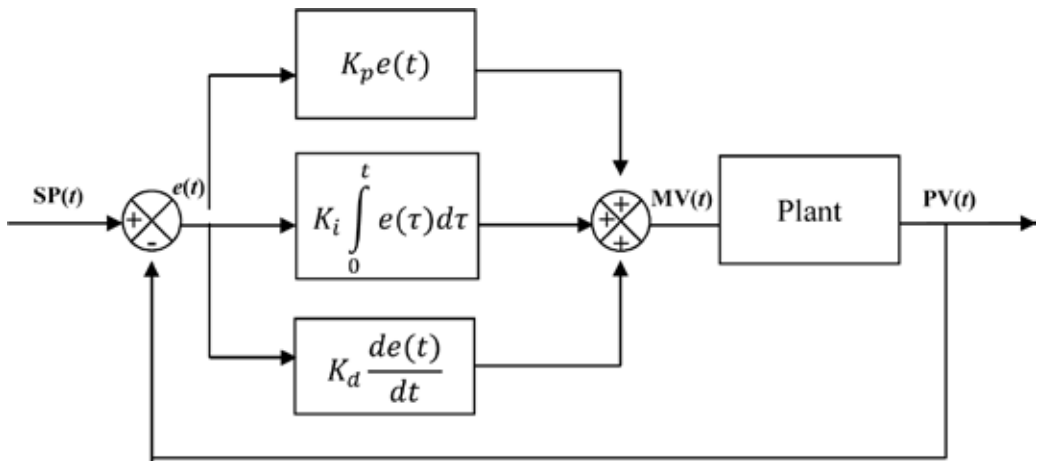 K_p e(t)
SP(t)
+
-
e(t)
K_i ∫_0^t e(τ)dτ
+
+
+
MV(t)
Plant
PV(t)
K_d de(t)/dt